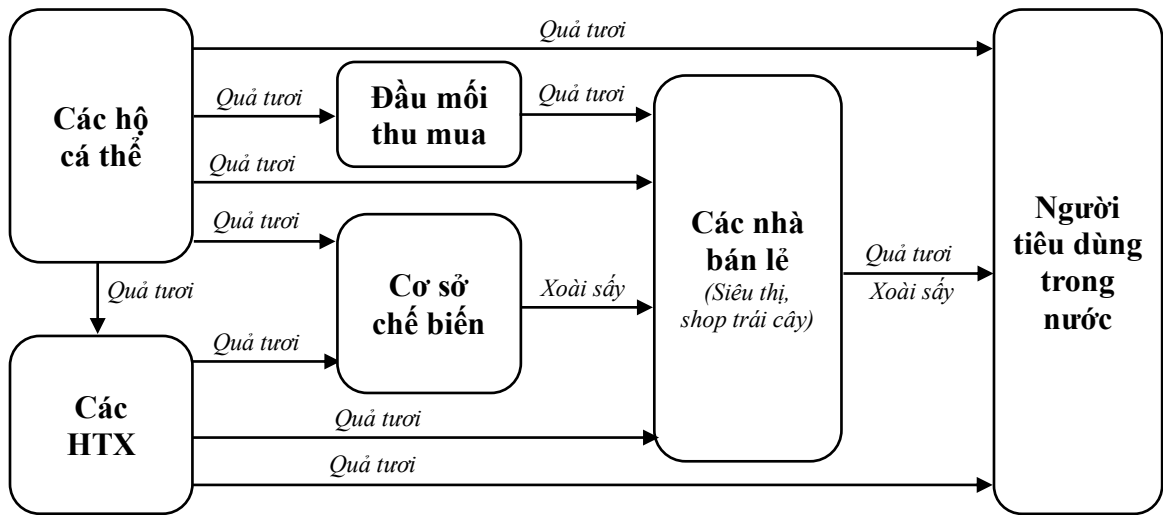 Quả tươi
Các hộ
cá thể
Quả tươi
Đầu mối
thu mua
Quả tươi
Quả tươi
Quả tươi
Quả tươi
Cơ sở
chế biến
Xoài sấy
Các nhà
bán lẻ
(Siêu thị,
shop trái cây)
Quả tươi
Xoài sấy
Người
tiêu dùng
trong
nước
Quả tươi
Các
HTX
Quả tươi
Quả tươi